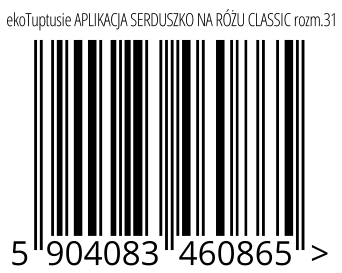 ekoTuptusie APLIKACJA SERDUSZKO NA RÓŻU CLASSIC rozm.31
5 904083 460865 >